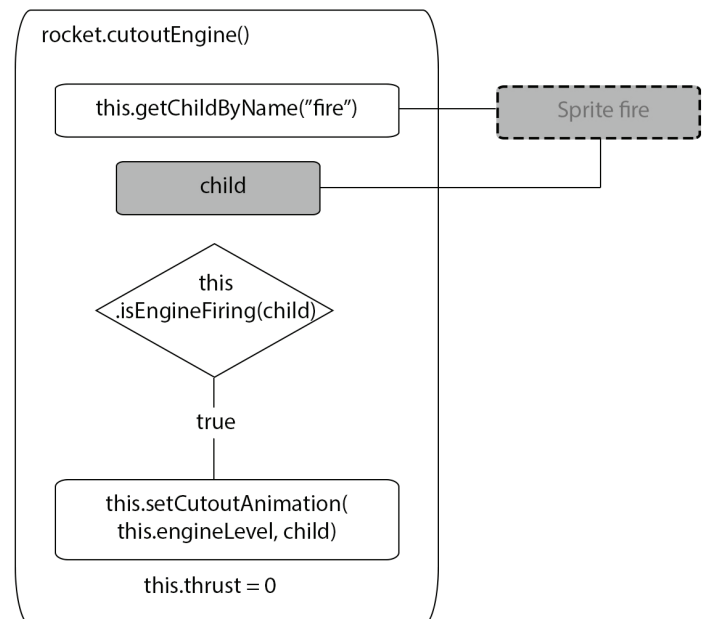 rocket.cutoutEngine()
this.getChildByName(”fire”)
Sprite fire
child
this
.isEngineFiring(child)
true
this.setCutoutAnimation(
this.engineLevel, child)
this.thrust = 0